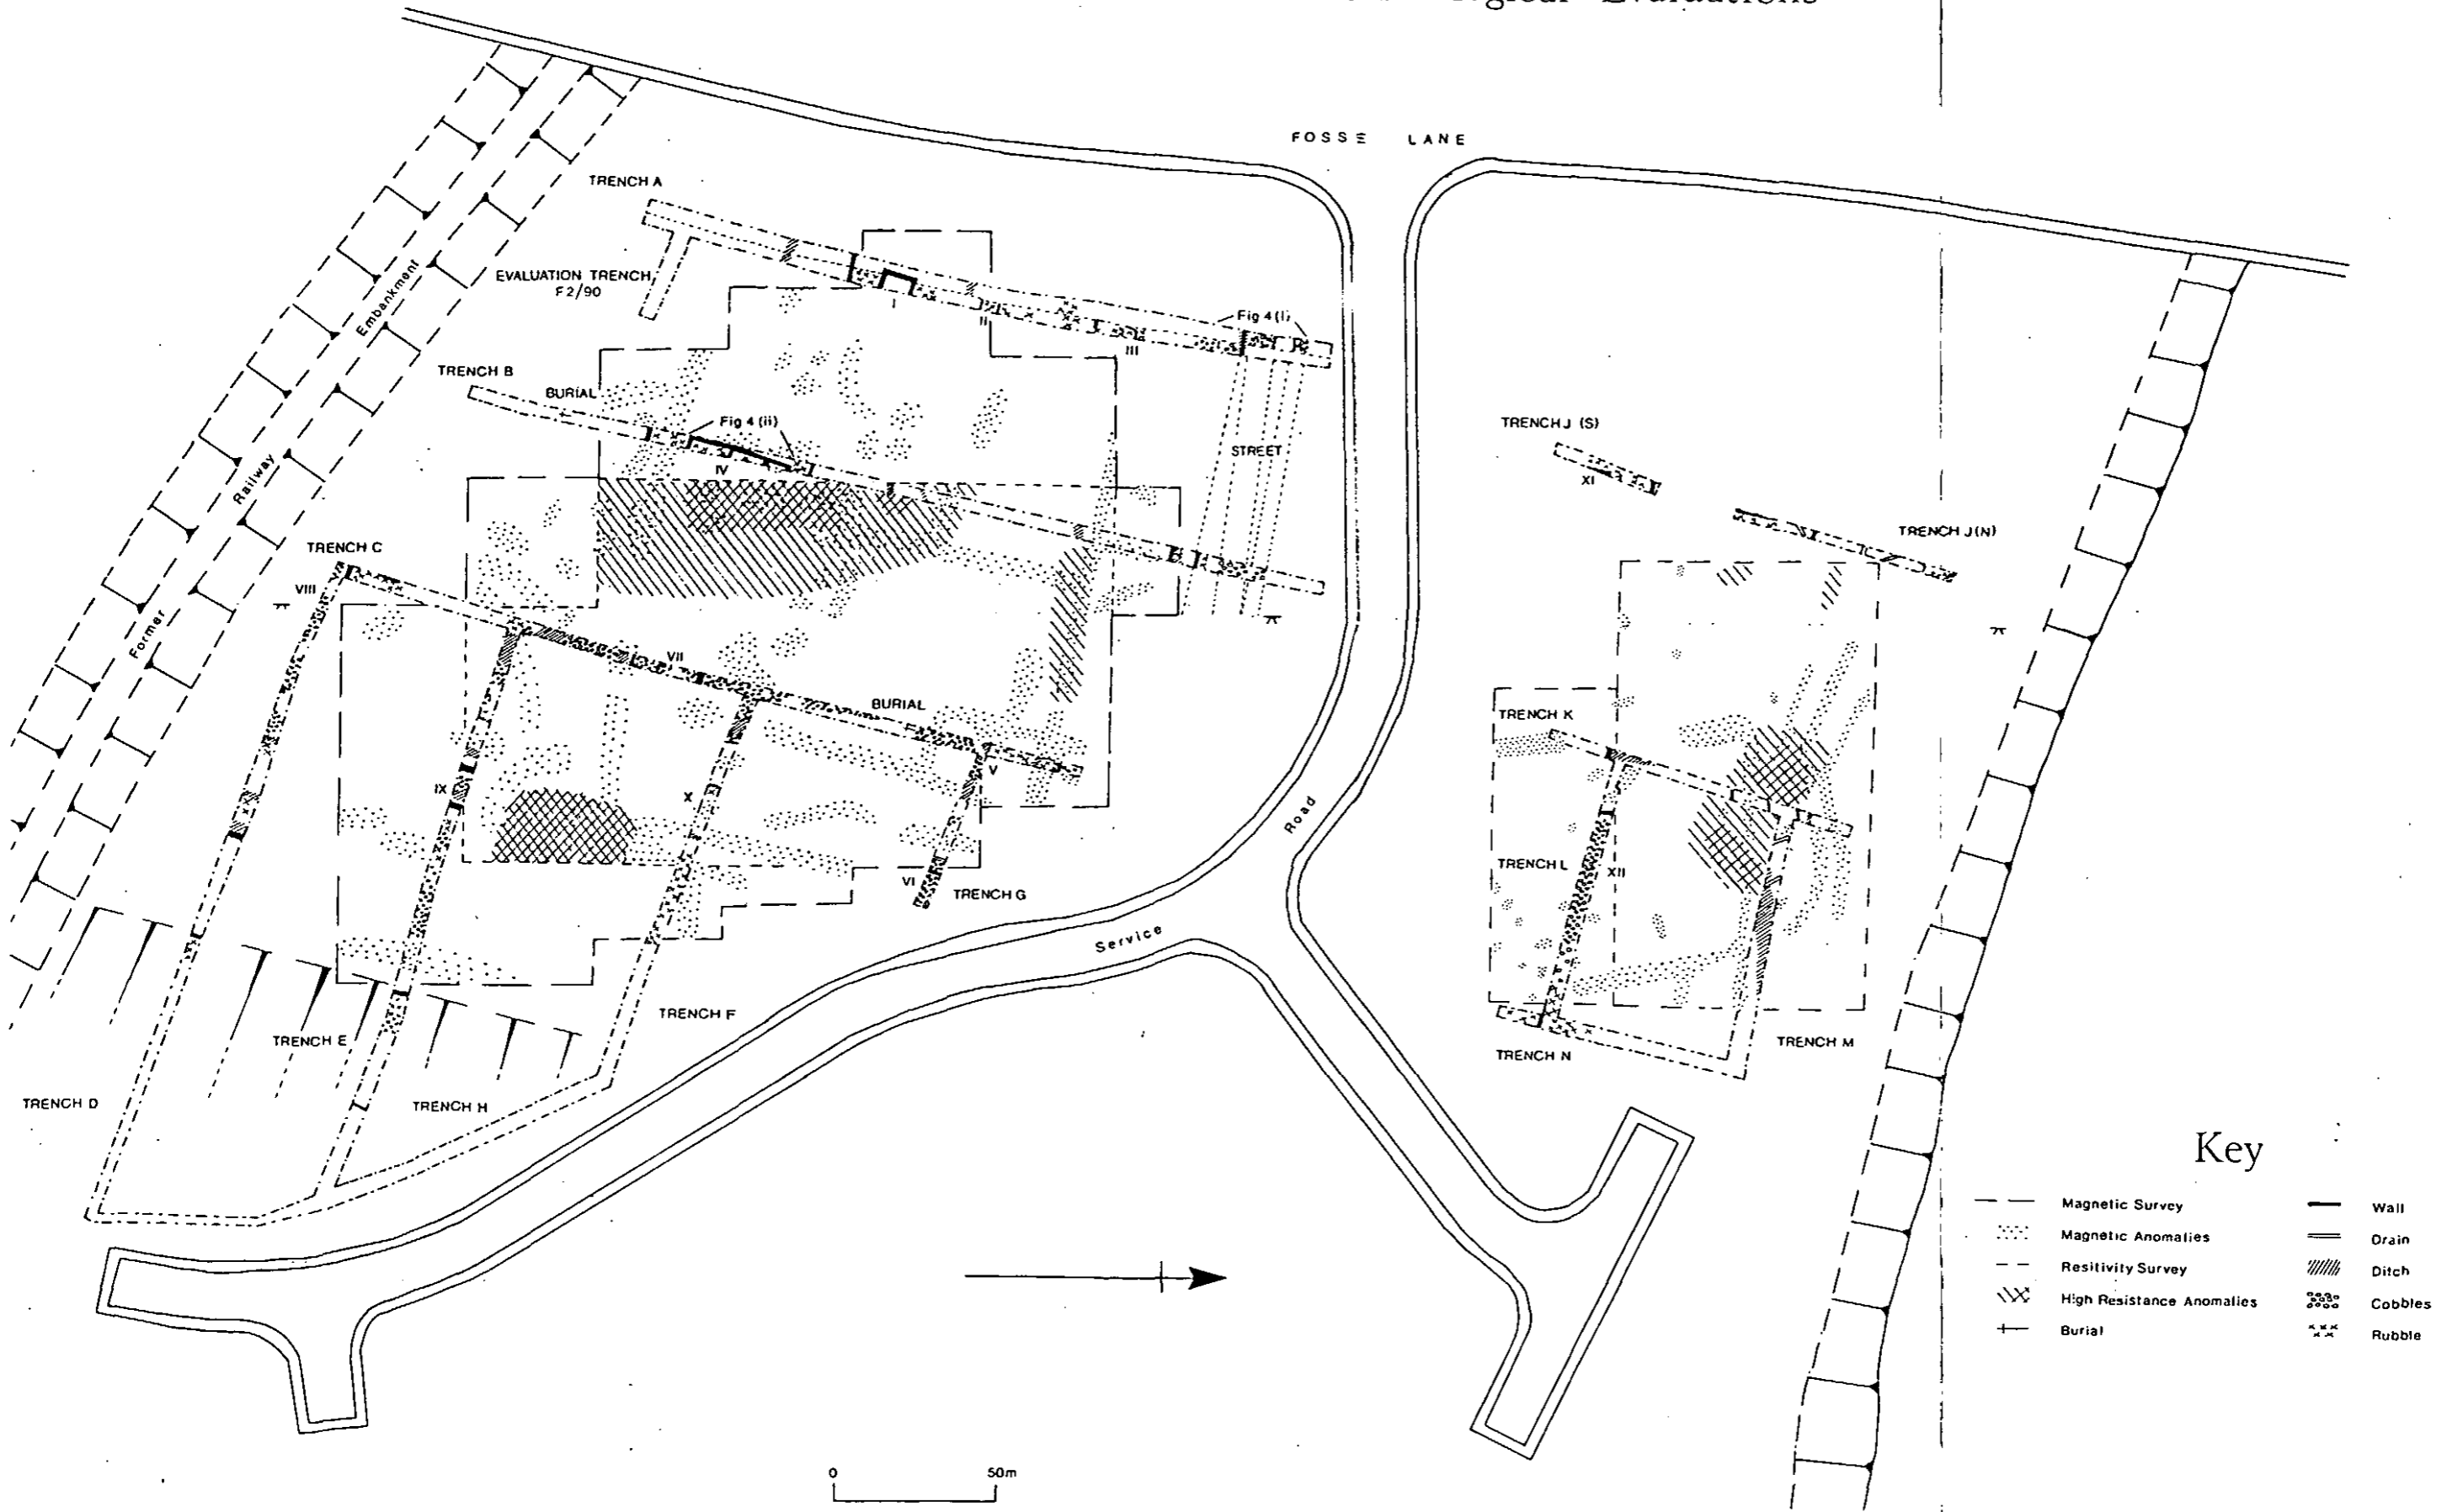 Evaluations
FOSSE LANE
TRENCH A
EVALUATION TRENCH
F2/90
Fig 4 (i)
II
III
TRENCH B
BURIAL
Fig 4 (ii)
IV
STREET
TRENCH J (S)
XI
TRENCH J(N)
Former Railway Embankment
TRENCH C
VIII
VII
BURIAL
V
IX
X
VI
TRENCH G
TRENCH K
TRENCH L
XII
Service Road
TRENCH F
TRENCH E
TRENCH M
TRENCH N
TRENCH D
TRENCH H
Key
Magnetic Survey
Wall
Magnetic Anomalies
Drain
Resitivity Survey
Ditch
High Resistance Anomalies
Cobbles
Burial
Rubble
0 50m